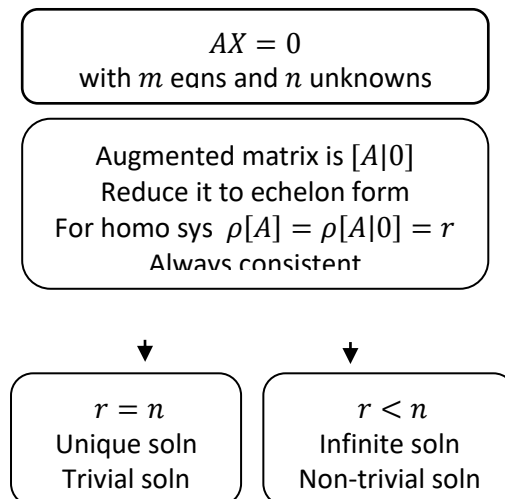 AX = 0
with m eqns and n unknowns
Augmented matrix is [A|0]
Reduce it to echelon form
For homo sys ρ[A] = ρ[A|0] = r
Always consistent
r = n
Unique soln
Trivial soln
r < n
Infinite soln
Non-trivial soln